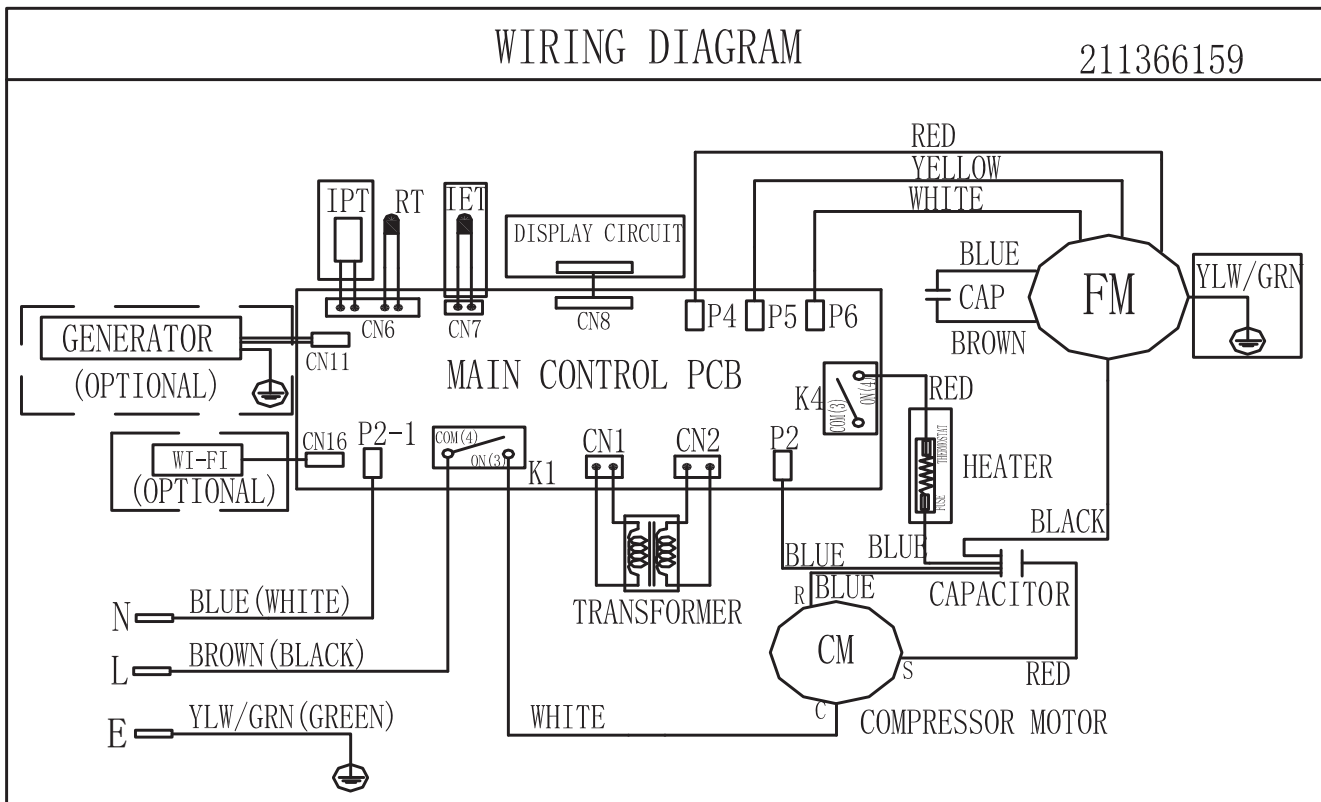 WIRING DIAGRAM
211366159
RED
YELLOW
WHITE
IPT
RT
IET
DISPLAY CIRCUIT
BLUE
CAP
BROWN
FM
YLW/GRN
CN6
CN7
CN8
P4
P5
P6
GENERATOR
(OPTIONAL)
CN11
MAIN CONTROL PCB
K4
COM(3)
ON(4)
RED
THERMOSTAT
FUSE
HEATER
WI-FI
(OPTIONAL)
CN16
P2-1
COM(4)
ON(3)
K1
CN1
CN2
P2
BLACK
BLUE
BLUE
BLUE
CAPACITOR
TRANSFORMER
R
CM
S
C
RED
COMPRESSOR MOTOR
N
BLUE(WHITE)
L
BROWN(BLACK)
E
YLW/GRN(GREEN)
WHITE